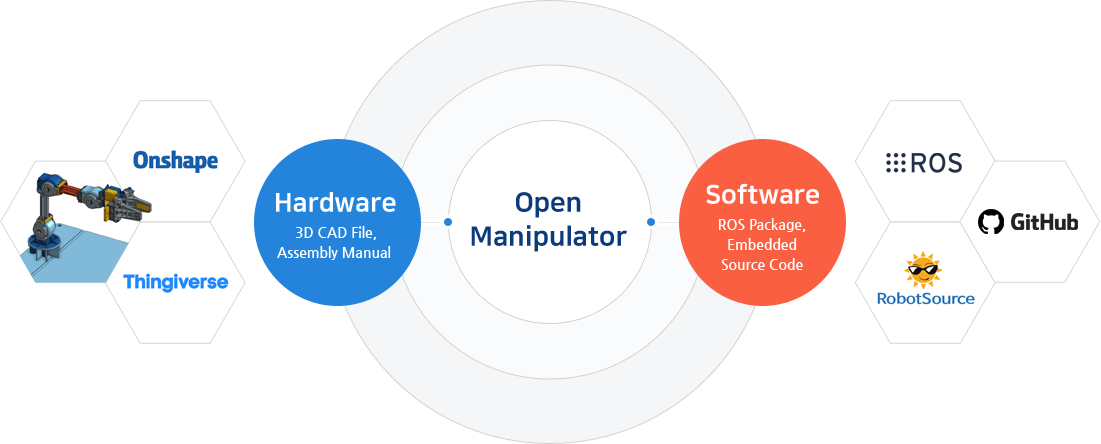 Onshape
Thingiverse
Hardware
3D CAD File,
Assembly Manual
Open
Manipulator
Software
ROS Package,
Embedded
Source Code
ROS
GitHub
RobotSource